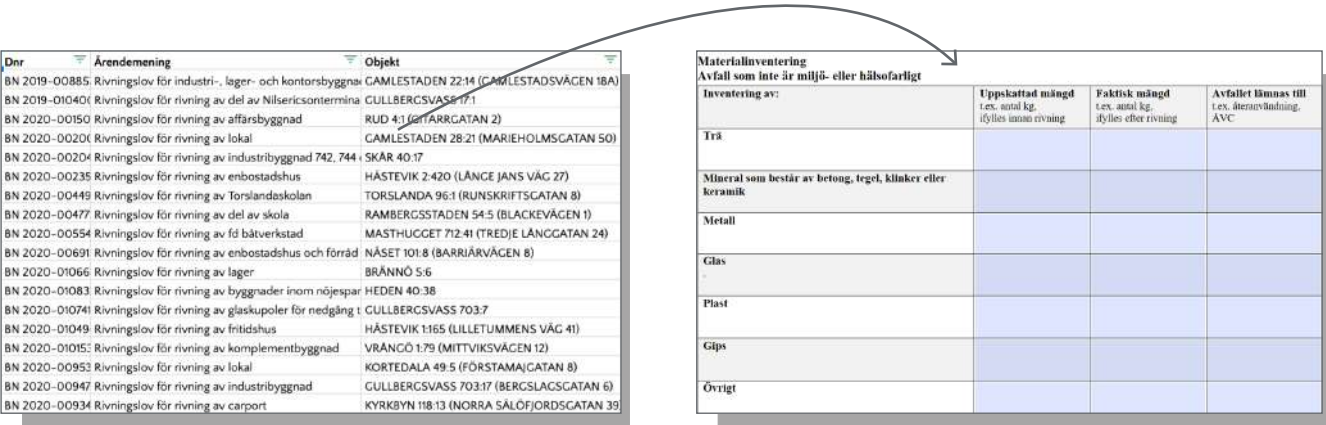 Dnr Ärendemening Objekt
BN 2019-00885 Rivningslov för industri-, lager- och kontorsbyggna GAMLESTADEN 22:14 (GAMLESTADSVÄGEN 18A)
BN 2019-01040( Rivningslov för rivning av del av Nilsericsontermina GULLBERGSVASS 17:1
BN 2020-00150 Rivningslov för rivning av affärsbyggnad RUD 4:1 (GITARRGATAN 2)
BN 2020-0020( Rivningslov för rivning av lokal GAMLESTADEN 28:21 (MARIEHOLMSGATAN 50)
BN 2020-00204 Rivningslov för rivning av industribyggnad 742, 744 SKÅR 40:17
BN 2020-00235 Rivningslov för rivning av enbostadshus HÄSTEVIK 2:420 (LÅNGE JANS VÄG 27)
BN 2020-00449 Rivningslov för rivning av Torslandaskolan TORSLANDA 96:1 (RUNSKRIFTSGATAN 8)
BN 2020-00477 Rivningslov för rivning av del av skola RAMBERGSSTADEN 54:5 (BLACKEVÄGEN 1)
BN 2020-00554 Rivningslov för rivning av fd båtverkstad MASTHUGGET 712:41 (TREDJE LÅNGGATAN 24)
BN 2020-00691 Rivningslov för rivning av enbostadshus och förråd NÄSET 101:8 (BARRIÄRVÄGEN 8)
BN 2020-01066 Rivningslov för rivning av lager BRÄNNÖ 5:6
BN 2020-01083 Rivningslov för rivning av byggnader inom nöjespar HEDEN 40:38
BN 2020-010741 Rivningslov för rivning av glaskupoler för nedgång t GULLBERGSVASS 703:7
BN 2020-01049 Rivningslov för rivning av fritidshus HÄSTEVIK 1:165 (LILLETUMMENS VÄG 41)
BN 2020-01015: Rivningslov för rivning av komplementbyggnad VRÅNGÖ 1:79 (MITTVIKSVÄGEN 12)
BN 2020-00953 Rivningslov för rivning av lokal KORTEDALA 49:5 (FÖRSTAMAJGATAN 8)
BN 2020-00947 Rivningslov för rivning av industribyggnad GULLBERGSVASS 703:17 (BERGSLAGSGATAN 6)
BN 2020-00934 Rivningslov för rivning av carport KYRKBYN 118:13 (NORRA SÄLÖFJORDSGATAN 39
Materialinventering
Avfall som inte är miljö- eller hälsofarligt
Inventering av: Uppskattad mängd Faktisk mängd Avfallet lämnas till
t.ex. antal kg, t.ex. antal kg, t.ex. återanvändning,
ifylles innan rivning ifylles efter rivning ÅVC
Trä
Mineral som består av betong, tegel, klinker eller
keramik
Metall
Glas
Plast
Gips
Övrigt